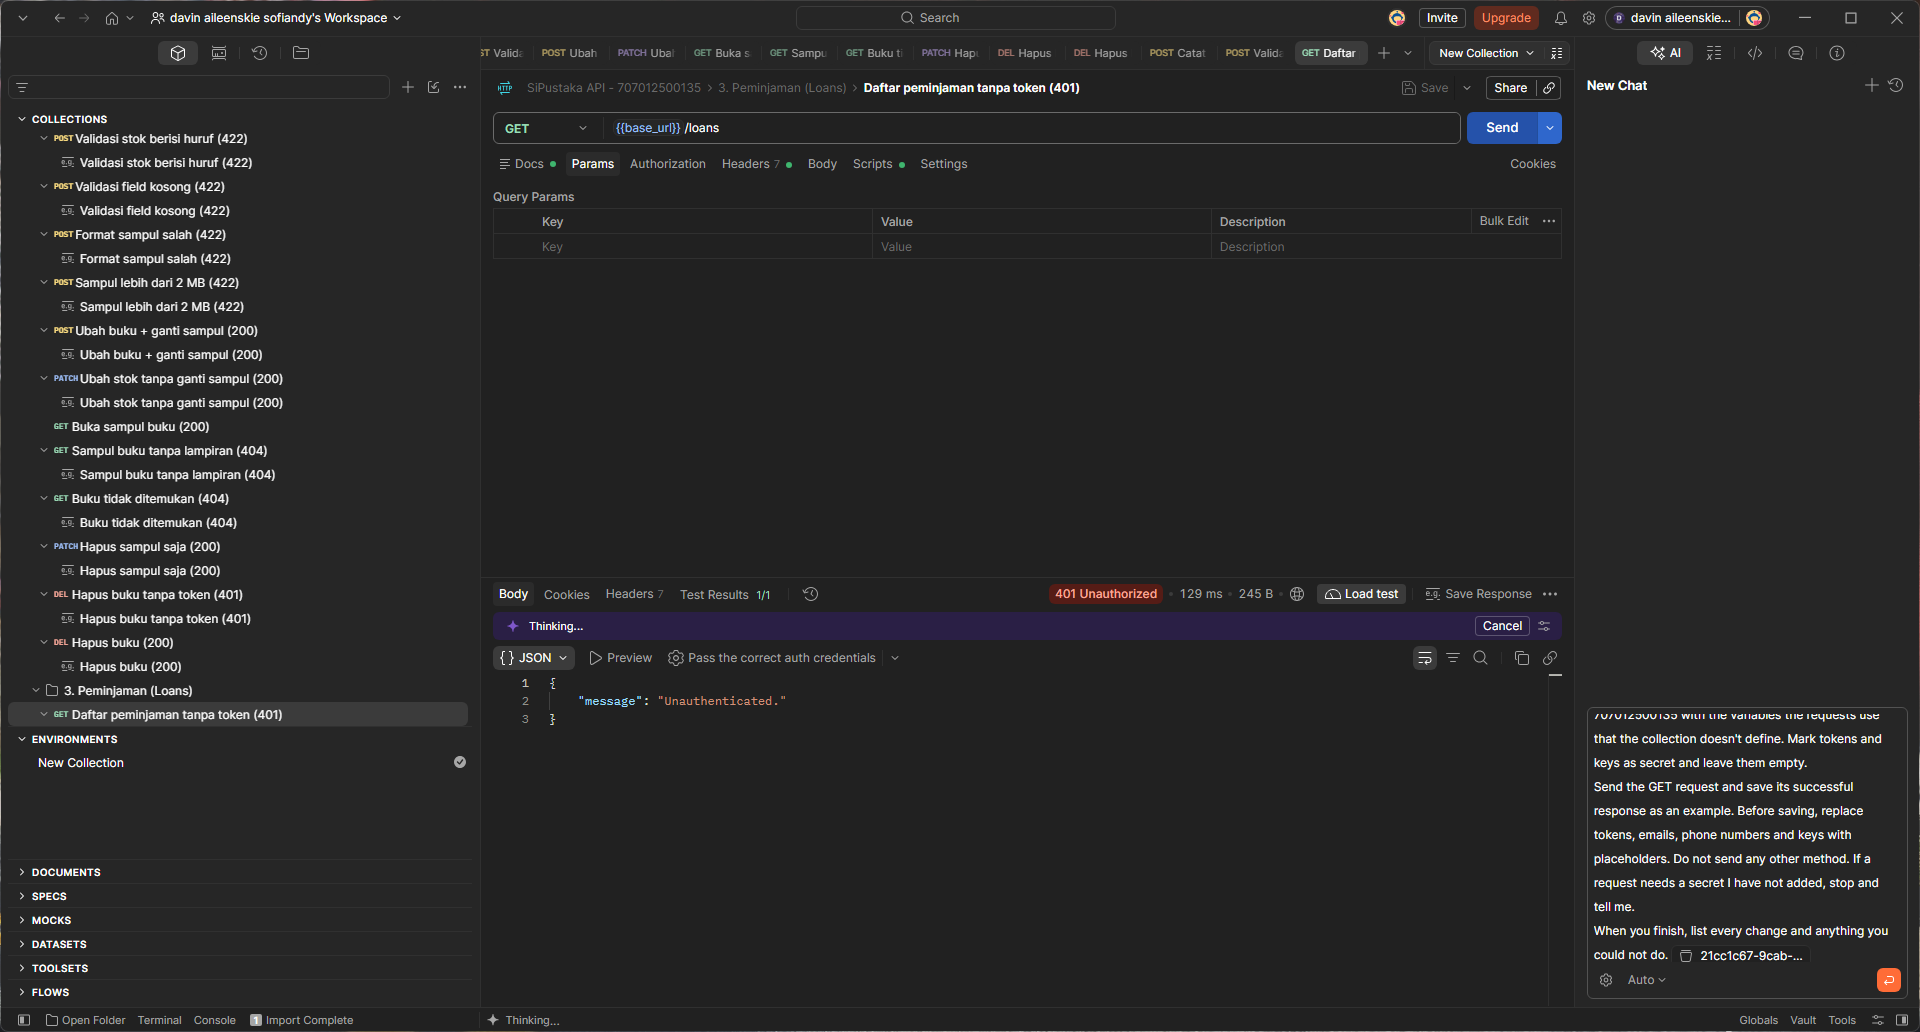 davin aileenskie sofiandy's Workspace
Search
Invite
Upgrade
D
davin aileenskie...
POST Ubah
PATCH Ubal
GET Buka s
GET Sampu
GET Buku ti
PATCH Hapu
DEL Hapus
DEL Hapus
POST Catat
POST Valida
GET Daftar
New Collection
AI
COLLECTIONS
POST Validasi stok berisi huruf (422)
e.g. Validasi stok berisi huruf (422)
POST Validasi field kosong (422)
e.g. Validasi field kosong (422)
POST Format sampul salah (422)
e.g. Format sampul salah (422)
POST Sampul lebih dari 2 MB (422)
e.g. Sampul lebih dari 2 MB (422)
POST Ubah buku + ganti sampul (200)
e.g. Ubah buku + ganti sampul (200)
PATCH Ubah stok tanpa ganti sampul (200)
e.g. Ubah stok tanpa ganti sampul (200)
GET Buka sampul buku (200)
GET Sampul buku tanpa lampiran (404)
e.g. Sampul buku tanpa lampiran (404)
GET Buku tidak ditemukan (404)
e.g. Buku tidak ditemukan (404)
PATCH Hapus sampul saja (200)
e.g. Hapus sampul saja (200)
DEL Hapus buku tanpa token (401)
e.g. Hapus buku tanpa token (401)
DEL Hapus buku (200)
e.g. Hapus buku (200)
3. Peminjaman (Loans)
GET Daftar peminjaman tanpa token (401)
ENVIRONMENTS
New Collection
DOCUMENTS
SPECS
MOCKS
DATASETS
TOOLSETS
FLOWS
HTTP SiPustaka API - 707012500135 > 3. Peminjaman (Loans) > Daftar peminjaman tanpa token (401)
Save
Share
GET
{{base_url}} /loans
Send
Docs
Params
Authorization
Headers 7
Body
Scripts
Settings
Cookies
Query Params
Key
Value
Description
Bulk Edit
Key
Value
Description
Body
Cookies
Headers 7
Test Results 1/1
401 Unauthorized
129 ms
245 B
Load test
e.g. Save Response
Thinking...
Cancel
{} JSON
Preview
Pass the correct auth credentials
1 {
2 "message": "Unauthenticated."
3 }
New Chat
707012500135 with the variables the requests use
that the collection doesn't define. Mark tokens and
keys as secret and leave them empty.
Send the GET request and save its successful
response as an example. Before saving, replace
tokens, emails, phone numbers and keys with
placeholders. Do not send any other method. If a
request needs a secret I have not added, stop and
tell me.
When you finish, list every change and anything you
could not do. 21cc1c67-9cab-...
Auto
Open Folder
Terminal
Console
1 Import Complete
Thinking...
Globals
Vault
Tools